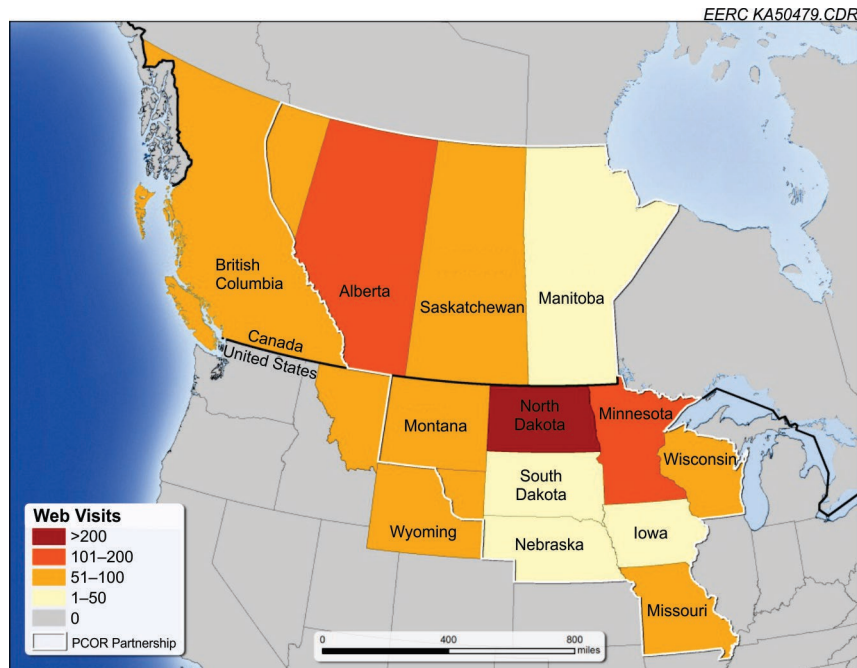 EERC KA50479.CDR
British
Columbia
Alberta
Saskatchewan
Manitoba
Canada
United States
Montana
North
Dakota
Minnesota
Wisconsin
South
Dakota
Wyoming
Nebraska
Iowa
Missouri
Web Visits
>200
101–200
51–100
1–50
0
PCOR Partnership
0 400 800
miles